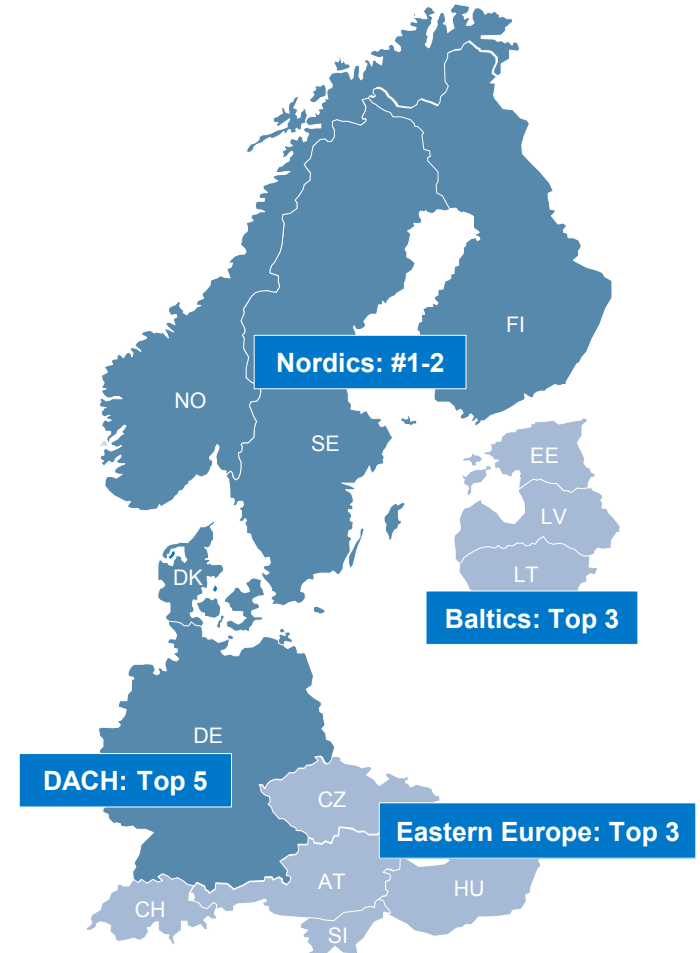 FI
Nordics: #1-2
NO
SE
EE
LV
LT
DK
Baltics: Top 3
DE
DACH: Top 5
CZ
Eastern Europe: Top 3
AT
HU
CH
SI